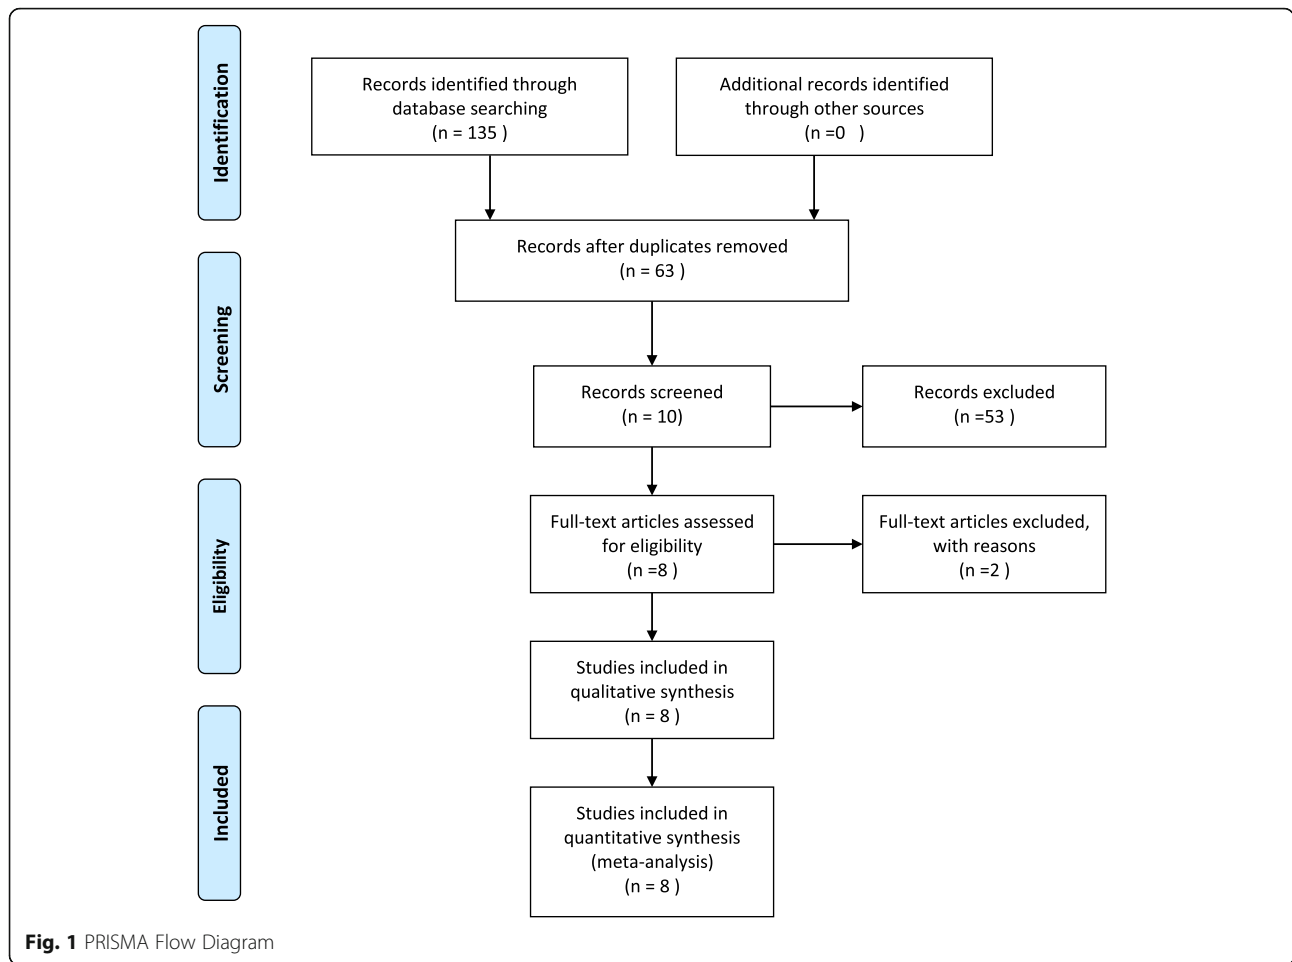 Identification
Records identified through
database searching
(n = 135 )
Additional records identified
through other sources
(n =0   )
Records after duplicates removed
(n = 63 )
Screening
Records screened
(n = 10)
Records excluded
(n =53 )
Eligibility
Full-text articles assessed
for eligibility
(n =8 )
Full-text articles excluded,
with reasons
(n =2 )
Studies included in
qualitative synthesis
(n = 8 )
Included
Studies included in
quantitative synthesis
(meta-analysis)
(n = 8 )
Fig. 1 PRISMA Flow Diagram